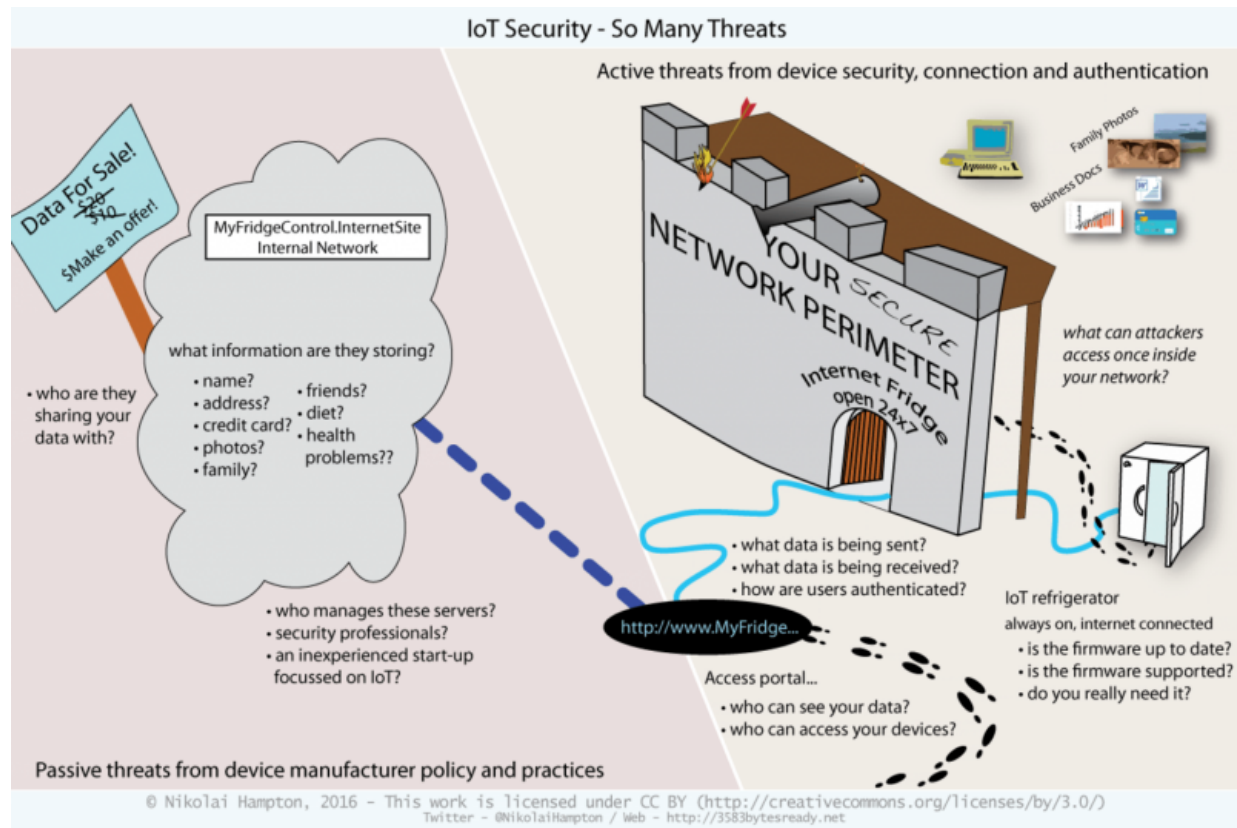 IoT Security - So Many Threats
Active threats from device security, connection and authentication
Data For Sale!
$20
$10
$Make an offer!
MyFridgeControl.InternetSite
Internal Network
what information are they storing?
• name?
• address?
• credit card?
• photos?
• family?
• friends?
• diet?
• health
problems??
• who are they
sharing your
data with?
• who manages these servers?
• security professionals?
• an inexperienced start-up
focussed on IoT?
Passive threats from device manufacturer policy and practices
YOUR SECURE
NETWORK PERIMETER
Internet Fridge
open 24x7
Family Photos
Business Docs
W
what can attackers
access once inside
your network?
• what data is being sent?
• what data is being received?
• how are users authenticated?
http://www.MyFridge...
Access portal...
• who can see your data?
• who can access your devices?
IoT refrigerator
always on, internet connected
• is the firmware up to date?
• is the firmware supported?
• do you really need it?
© Nikolai Hampton, 2016 - This work is licensed under CC BY (http://creativecommons.org/licenses/by/3.0/)
Twitter - @NikolaiHampton / Web - http://3583bytesready.net